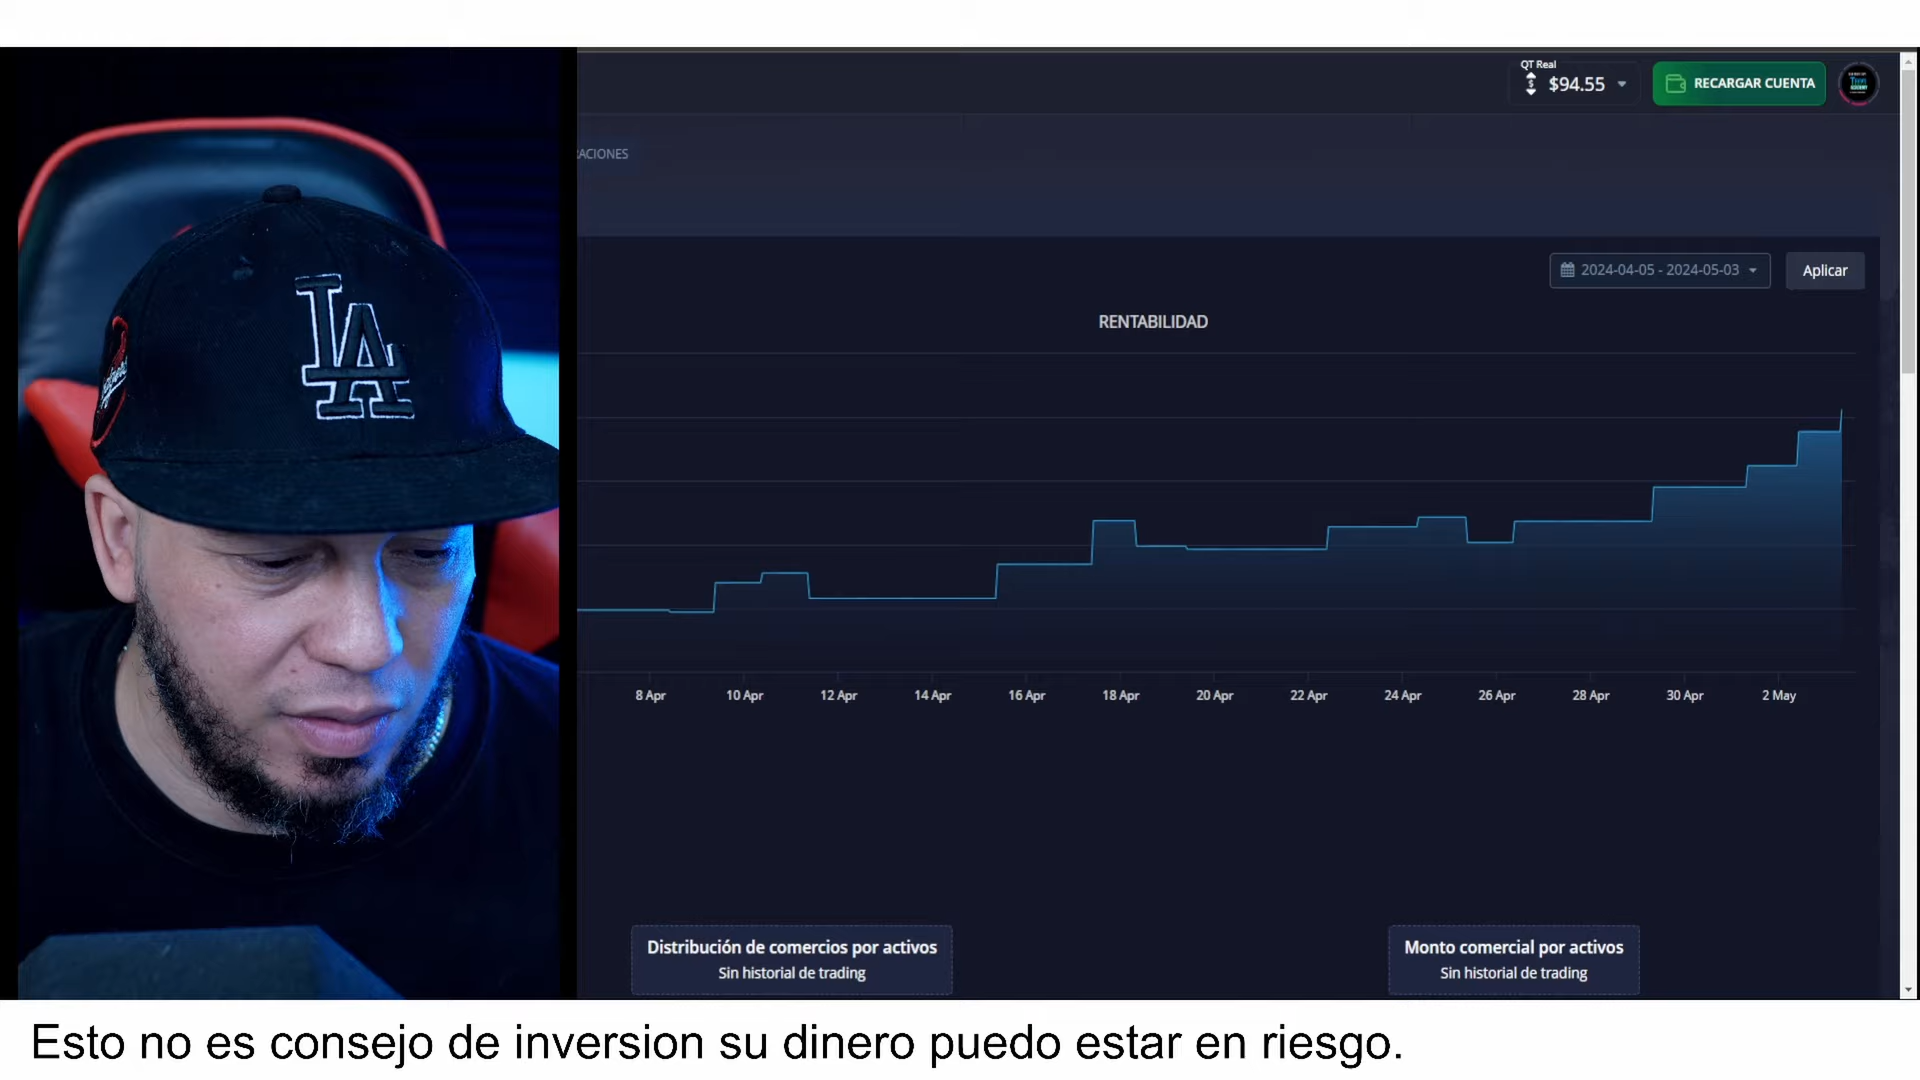 QT Real
$94.55
RECARGAR CUENTA
RACIONES
2024-04-05 - 2024-05-03
Aplicar
RENTABILIDAD
8 Apr 10 Apr 12 Apr 14 Apr 16 Apr 18 Apr 20 Apr 22 Apr 24 Apr 26 Apr 28 Apr 30 Apr 2 May
Distribución de comercios por activos
Sin historial de trading
Monto comercial por activos
Sin historial de trading
LA
Esto no es consejo de inversion su dinero puedo estar en riesgo.